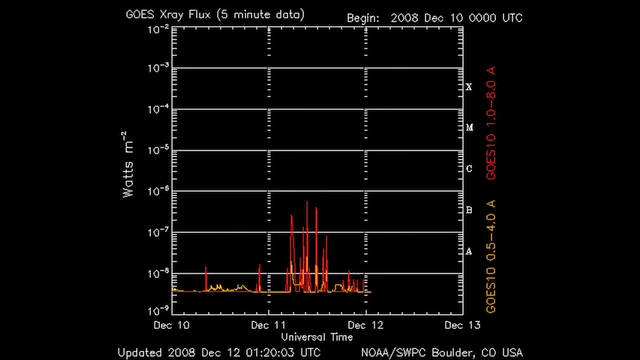 GOES Xray Flux (5 minute data)
Begin: 2008 Dec 10 0000 UTC
10⁻²
10⁻³
10⁻⁴
10⁻⁵
10⁻⁶
10⁻⁷
10⁻⁸
10⁻⁹
Watts m⁻²
X
M
C
B
A
GOES10 1.0-8.0 A
GOES10 0.5-4.0 A
Dec 10
Dec 11
Dec 12
Dec 13
Universal Time
Updated 2008 Dec 12 01:20:03 UTC
NOAA/SWPC Boulder, CO USA